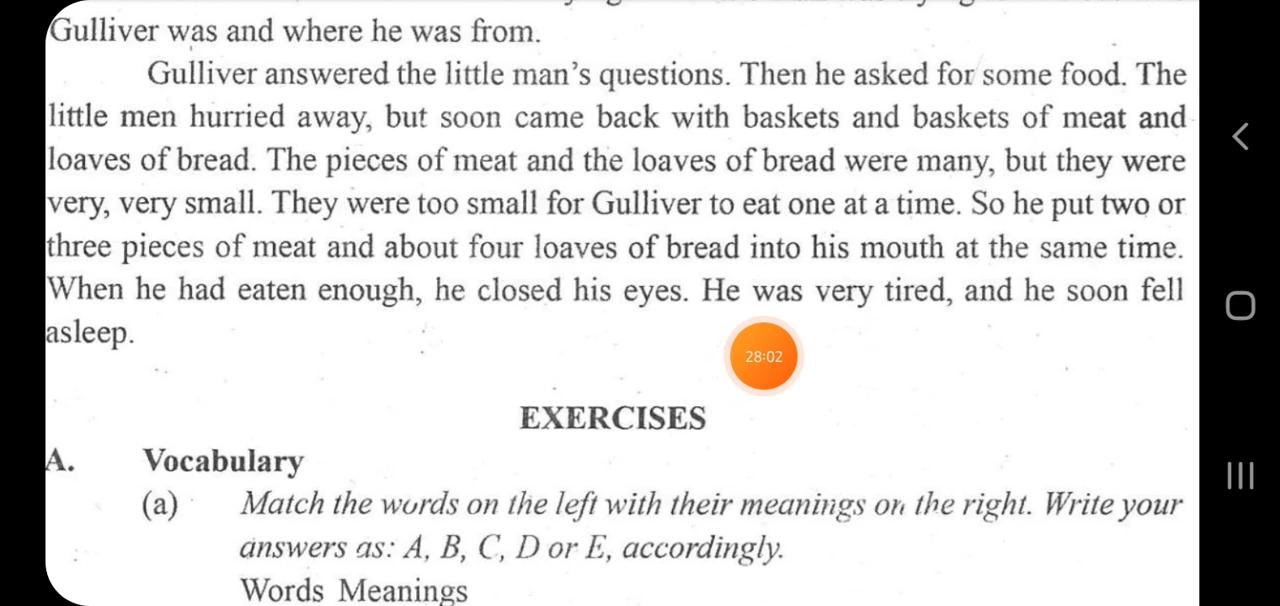 Gulliver was and where he was from.
Gulliver answered the little man's questions. Then he asked for some food. The
little men hurried away, but soon came back with baskets and baskets of meat and
loaves of bread. The pieces of meat and the loaves of bread were many, but they were
very, very small. They were too small for Gulliver to eat one at a time. So he put two or
three pieces of meat and about four loaves of bread into his mouth at the same time.
When he had eaten enough, he closed his eyes. He was very tired, and he soon fell
asleep.
28:02
EXERCISES
A. Vocabulary
(a) Match the words on the left with their meanings on the right. Write your
answers as: A, B, C, D or E, accordingly.
Words Meanings